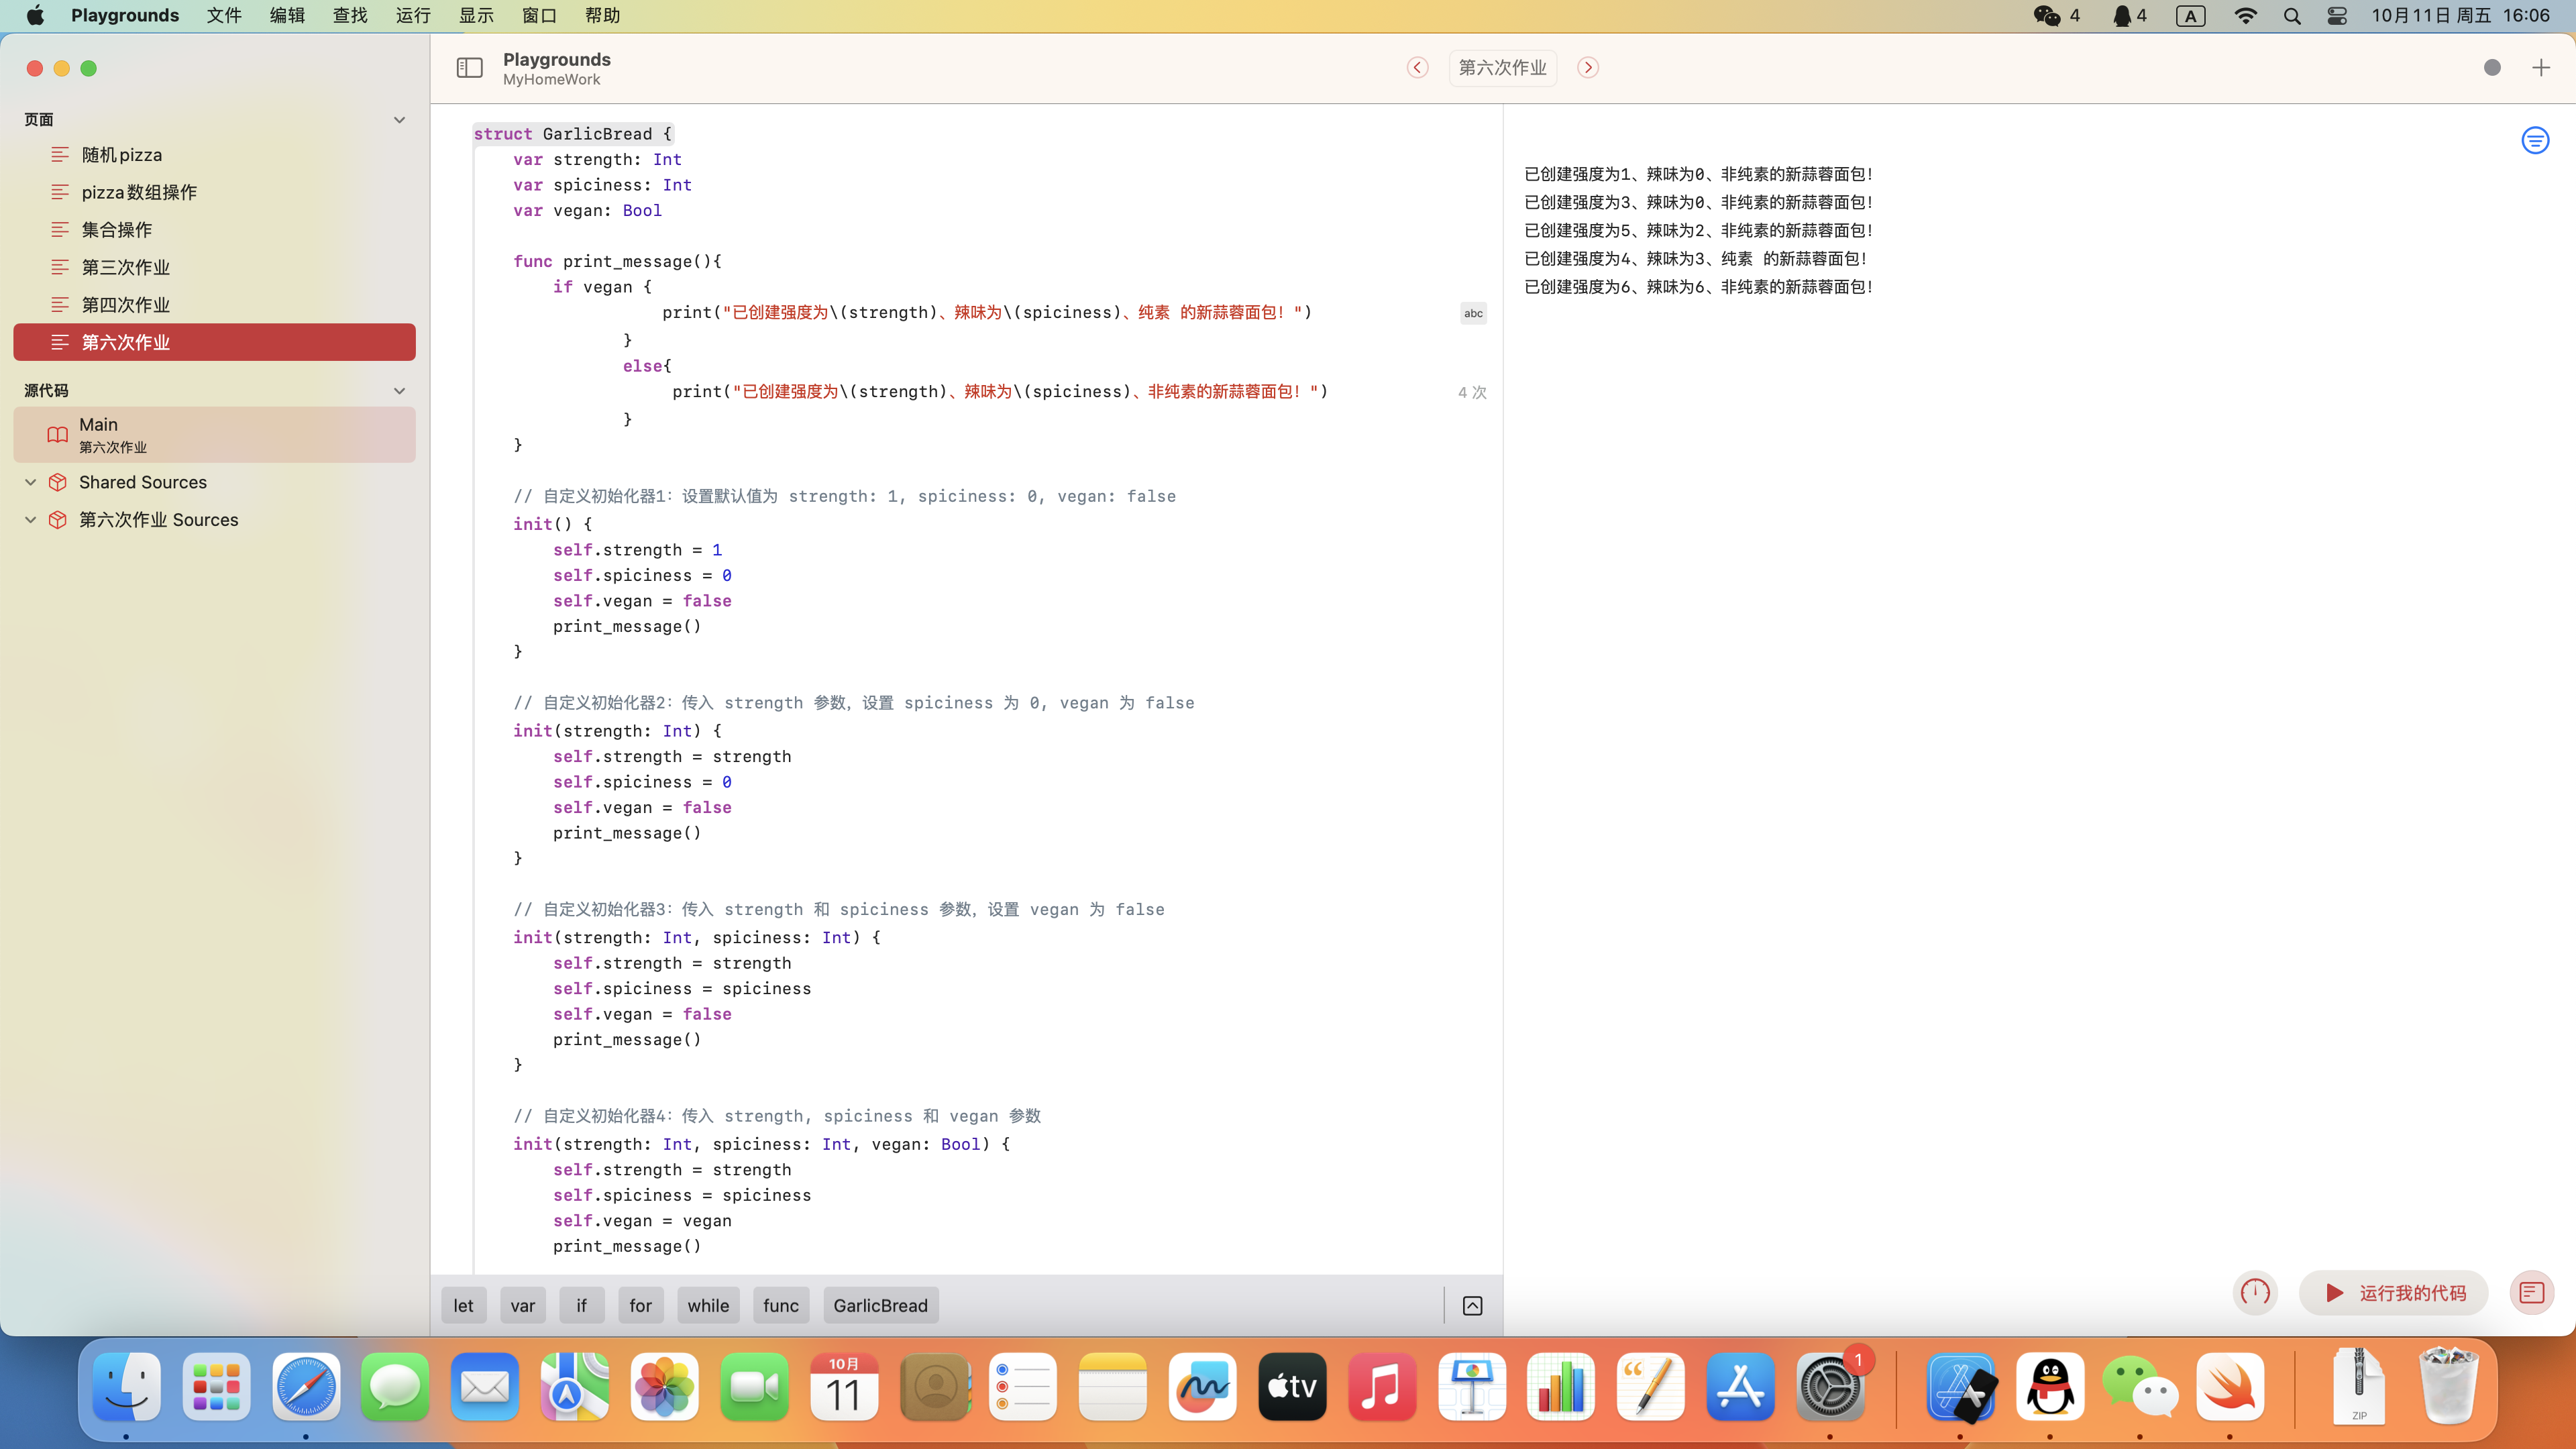 Playgrounds 文件 编辑 查找 运行 显示 窗口 帮助 4 4 A 10月11日 周五 16:06
Playgrounds
MyHomeWork
第六次作业
页面
随机pizza
pizza数组操作
集合操作
第三次作业
第四次作业
第六次作业
源代码
Main
第六次作业
Shared Sources
第六次作业 Sources
struct GarlicBread {
var strength: Int
var spiciness: Int
var vegan: Bool
func print_message(){
if vegan {
print("已创建强度为\(strength)、辣味为\(spiciness)、纯素 的新蒜蓉面包！")
abc
}
else{
print("已创建强度为\(strength)、辣味为\(spiciness)、非纯素的新蒜蓉面包！")
4 次
}
}
// 自定义初始化器1：设置默认值为 strength: 1, spiciness: 0, vegan: false
init() {
self.strength = 1
self.spiciness = 0
self.vegan = false
print_message()
}
// 自定义初始化器2：传入 strength 参数，设置 spiciness 为 0, vegan 为 false
init(strength: Int) {
self.strength = strength
self.spiciness = 0
self.vegan = false
print_message()
}
// 自定义初始化器3：传入 strength 和 spiciness 参数，设置 vegan 为 false
init(strength: Int, spiciness: Int) {
self.strength = strength
self.spiciness = spiciness
self.vegan = false
print_message()
}
// 自定义初始化器4：传入 strength, spiciness 和 vegan 参数
init(strength: Int, spiciness: Int, vegan: Bool) {
self.strength = strength
self.spiciness = spiciness
self.vegan = vegan
print_message()
let var if for while func GarlicBread
已创建强度为1、辣味为0、非纯素的新蒜蓉面包！
已创建强度为3、辣味为0、非纯素的新蒜蓉面包！
已创建强度为5、辣味为2、非纯素的新蒜蓉面包！
已创建强度为4、辣味为3、纯素 的新蒜蓉面包！
已创建强度为6、辣味为6、非纯素的新蒜蓉面包！
运行我的代码
10月
11
tv
1
ZIP